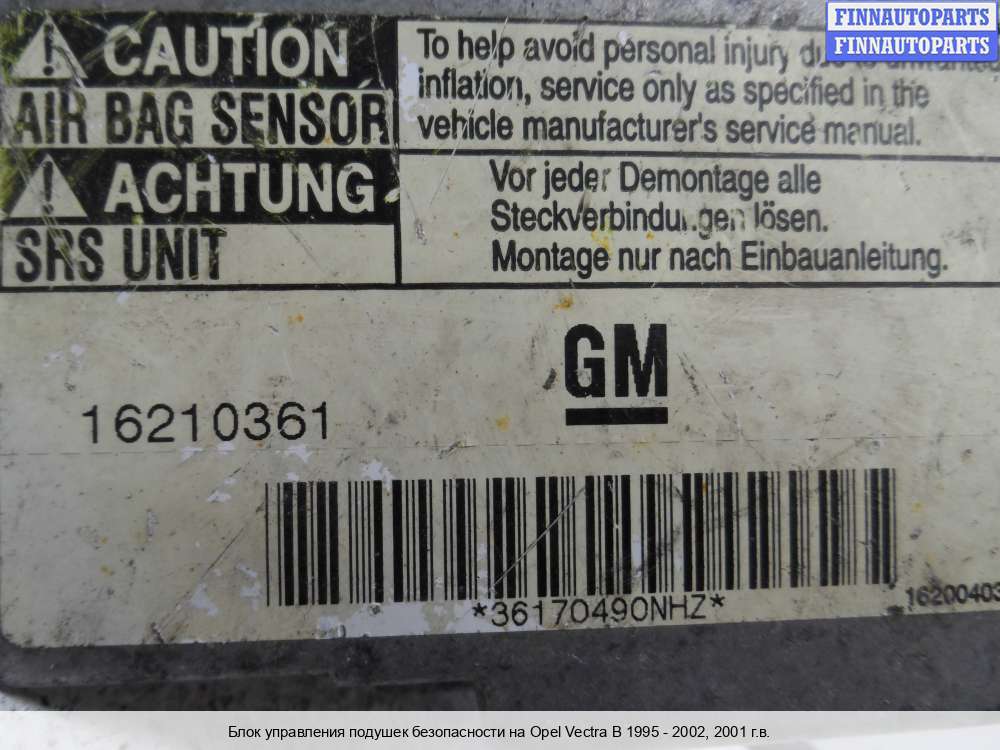 FINNAUTOPARTS
FINNAUTOPARTS
CAUTION
AIR BAG SENSOR
To help avoid personal injury
inflation, service only as specified in the
vehicle manufacturer's service manual.
ACHTUNG
SRS UNIT
Vor jeder Demontage alle
Steckverbindungen lösen.
Montage nur nach Einbauanleitung.
GM
16210361
*36170490NHZ*
16200403
Блок управления подушек безопасности на Opel Vectra B 1995 - 2002, 2001 г.в.